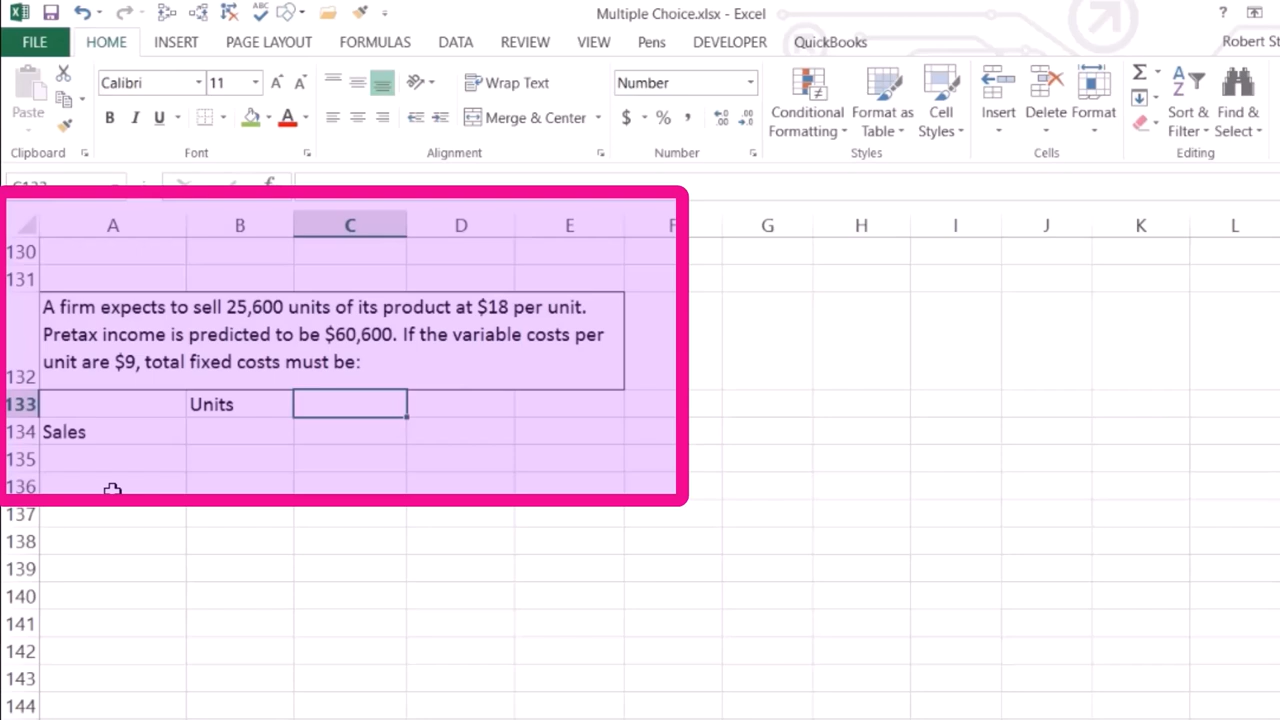 Multiple Choice.xlsx - Excel
?
FILE HOME INSERT PAGE LAYOUT FORMULAS DATA REVIEW VIEW Pens DEVELOPER QuickBooks Robert St
Calibri 11 Wrap Text Number
Paste B I U Merge & Center $ % , Conditional Formatting Format as Table Cell Styles Insert Delete Format Sort & Filter Find & Select
Clipboard Font Alignment Number Styles Cells Editing
A B C D E F G H I J K L
130
131
A firm expects to sell 25,600 units of its product at $18 per unit.
Pretax income is predicted to be $60,600. If the variable costs per
unit are $9, total fixed costs must be:
132
133 Units
134 Sales
135
136
137
138
139
140
141
142
143
144